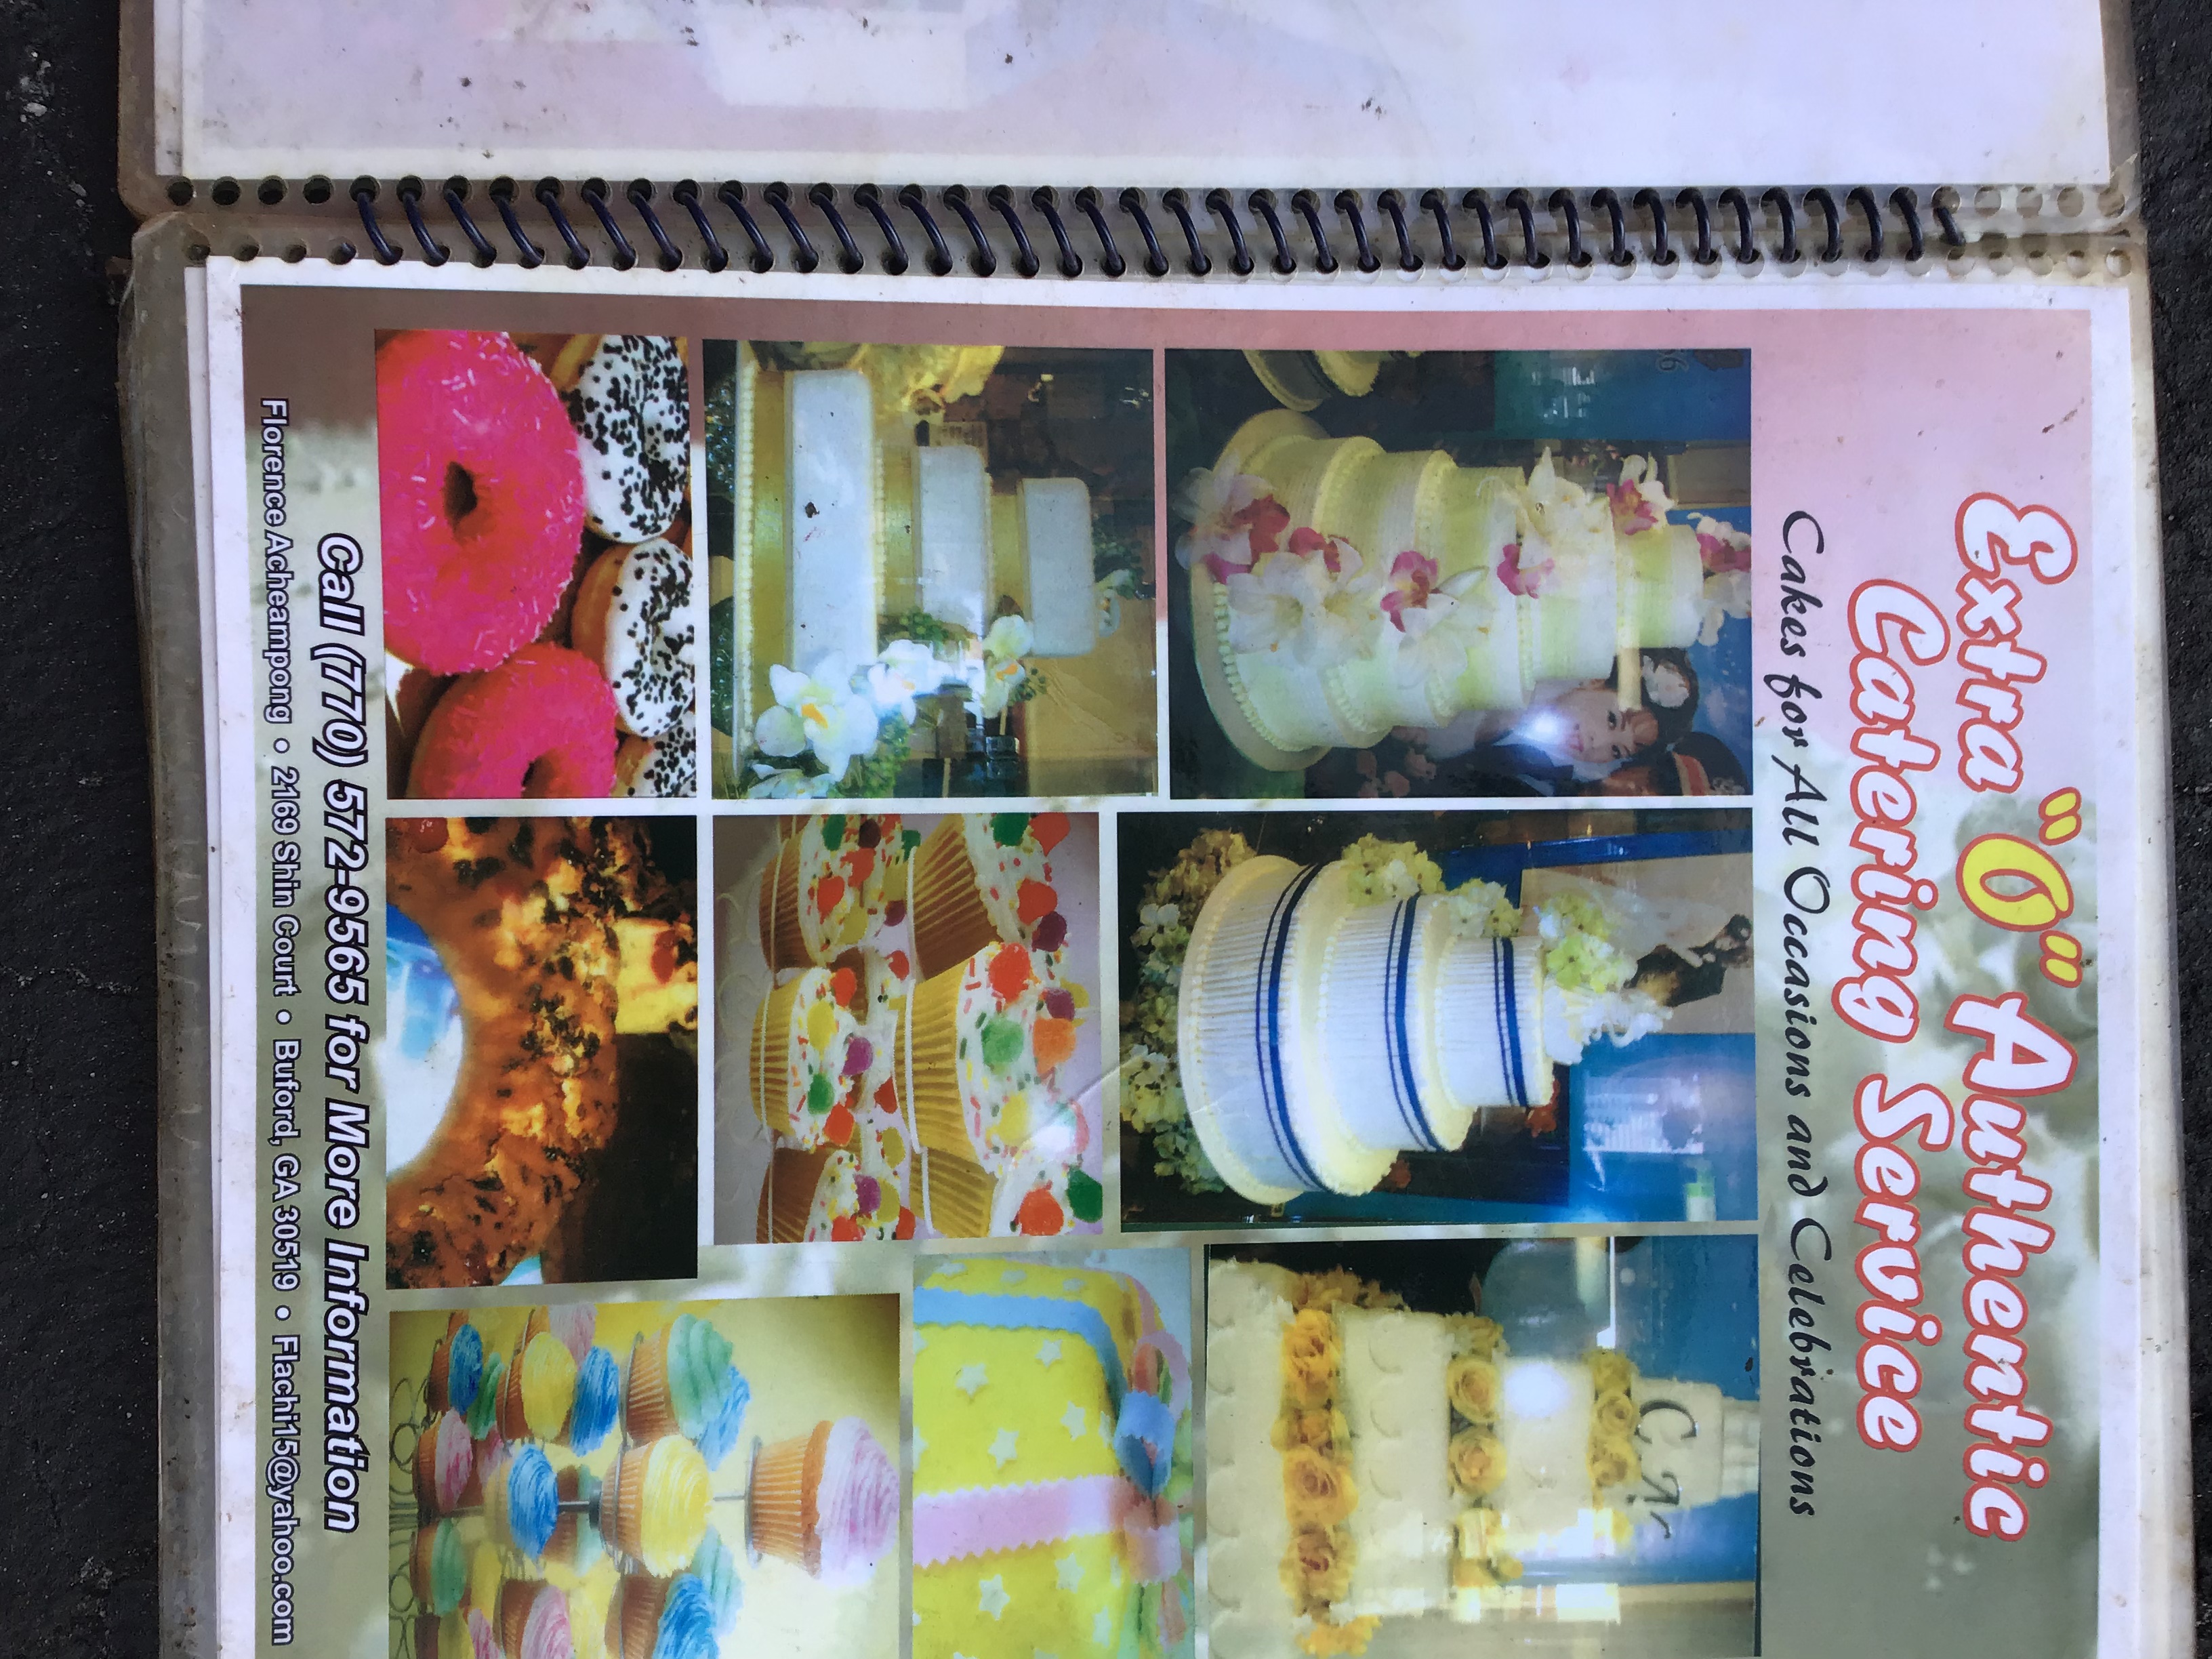 Extra "O" Authentic
Catering Service
Cakes for All Occasions and Celebrations
C N
Call (770) 572-9565 for More Information
Florence Acheampong • 2169 Shin Court • Buford, GA 30519 • Flachi15@yahoo.com